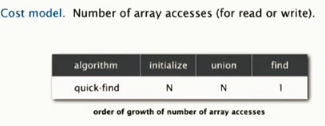 Cost model. Number of array accesses (for read or write).
algorithm initialize union find
quick-find N N 1
order of growth of number of array accesses